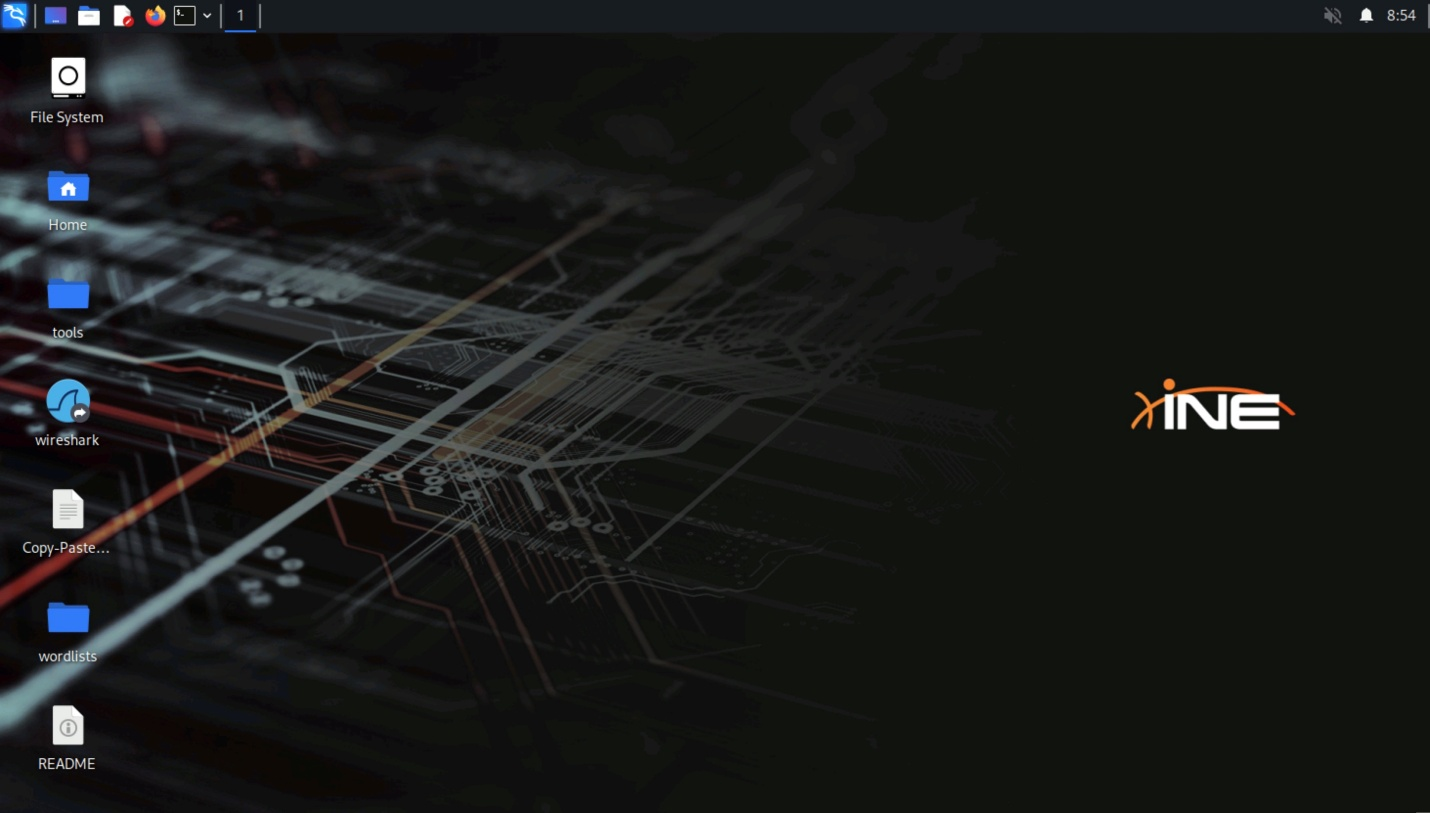 1
8:54
File System
Home
tools
wireshark
Copy-Paste...
wordlists
README
INE